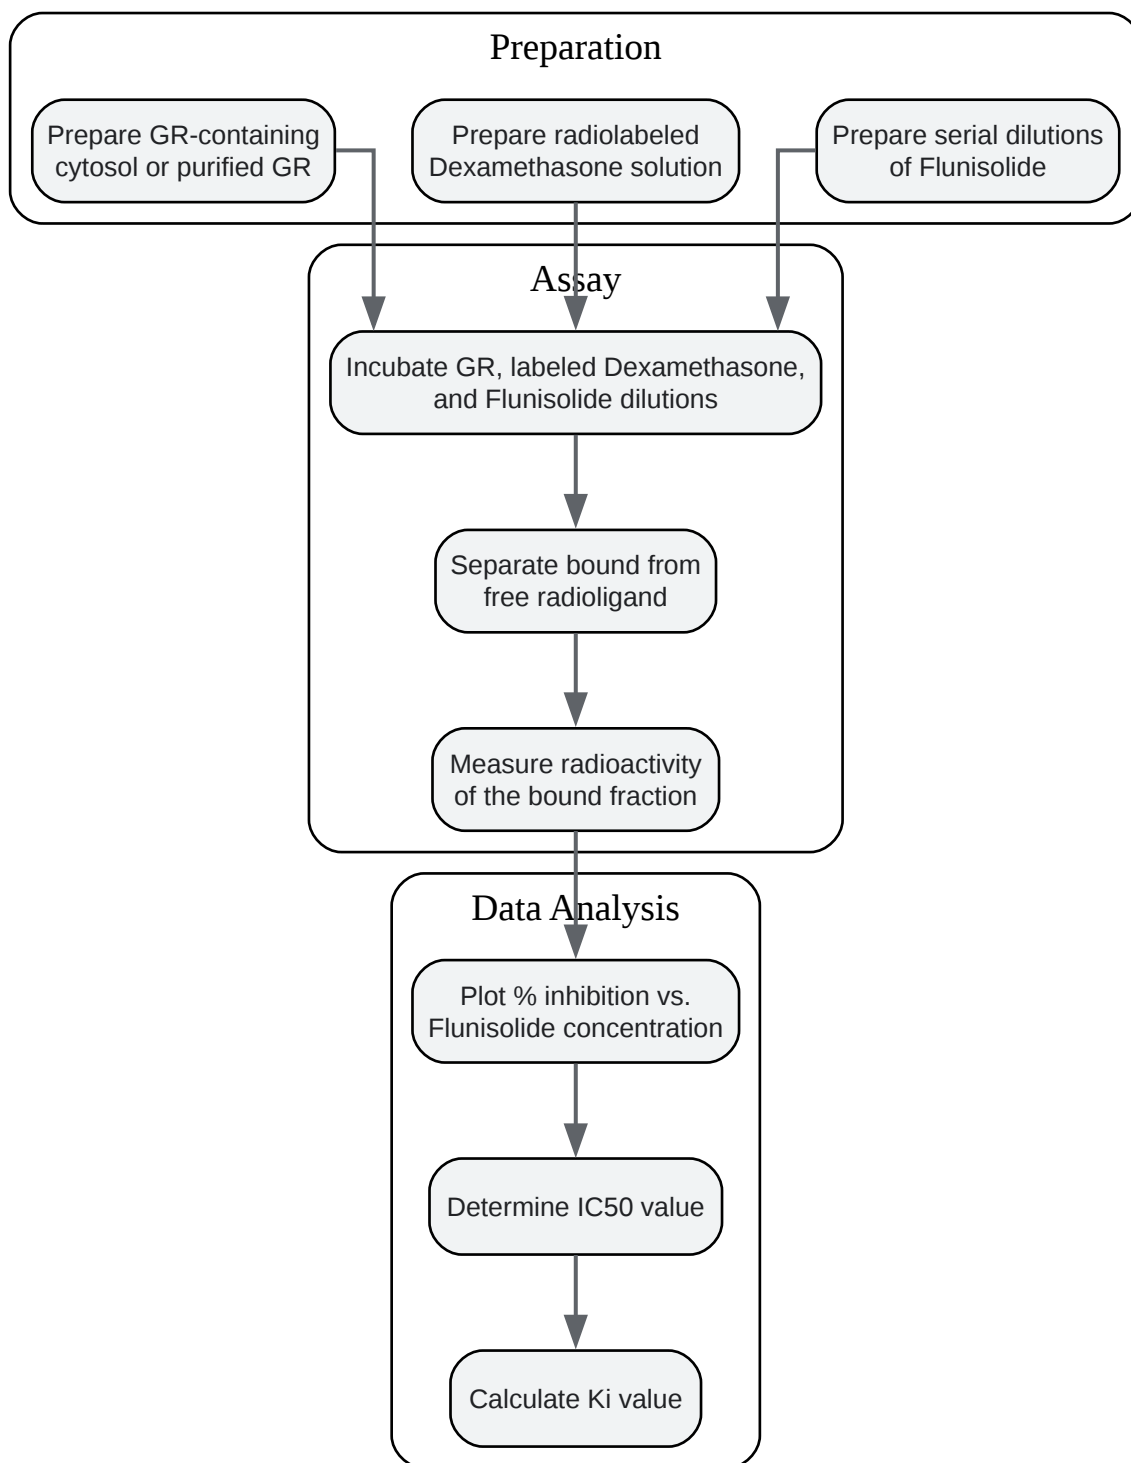 Preparation
Prepare GR-containing
cytosol or purified GR
Prepare radiolabeled
Dexamethasone solution
Prepare serial dilutions
of Flunisolide
Assay
Incubate GR, labeled Dexamethasone,
and Flunisolide dilutions
Separate bound from
free radioligand
Measure radioactivity
of the bound fraction
Data Analysis
Plot % inhibition vs.
Flunisolide concentration
Determine IC50 value
Calculate Ki value